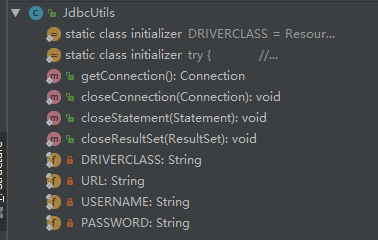 JdbcUtils
static class initializer DRIVERCLASS = Resour...
static class initializer try { //...
getConnection(): Connection
closeConnection(Connection): void
closeStatement(Statement): void
closeResultSet(ResultSet): void
DRIVERCLASS: String
URL: String
USERNAME: String
PASSWORD: String